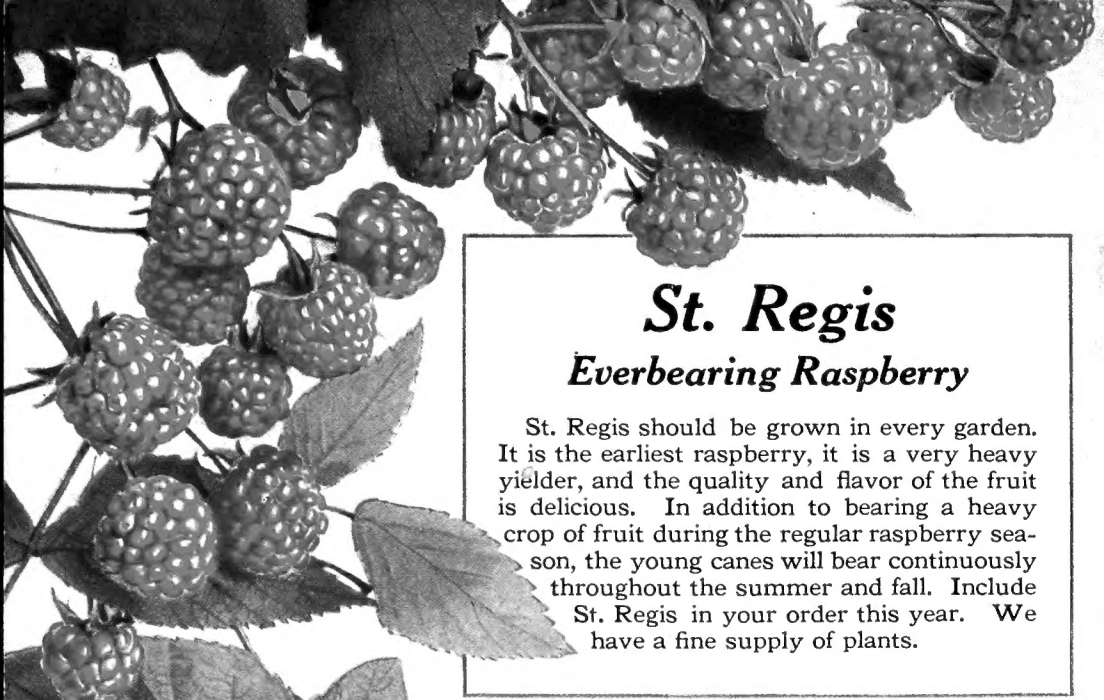 St. Regis
Everbearing Raspberry
St. Regis should be grown in every garden.
It is the earliest raspberry, it is a very heavy
yielder, and the quality and flavor of the fruit
is delicious. In addition to bearing a heavy
crop of fruit during the regular raspberry sea-
son, the young canes will bear continuously
throughout the summer and fall. Include
St. Regis in your order this year. We
have a fine supply of plants.